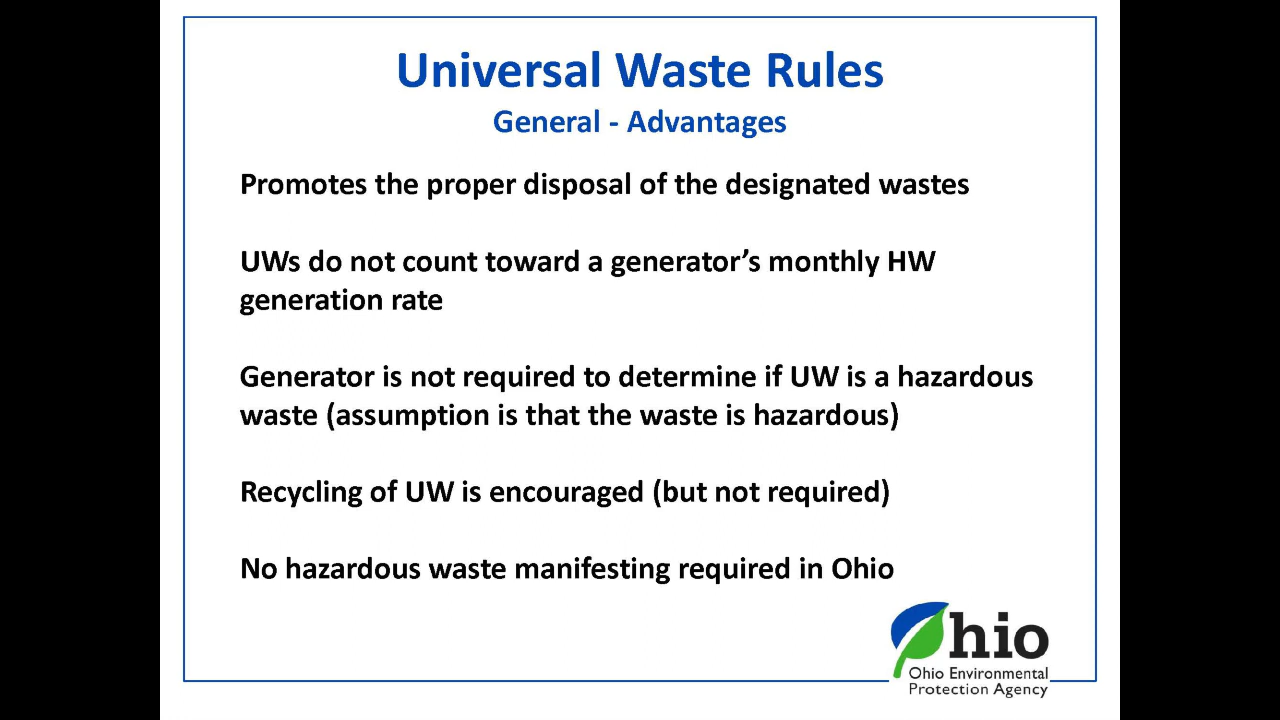 Universal Waste Rules
General - Advantages
Promotes the proper disposal of the designated wastes
UWs do not count toward a generator’s monthly HW
generation rate
Generator is not required to determine if UW is a hazardous
waste (assumption is that the waste is hazardous)
Recycling of UW is encouraged (but not required)
No hazardous waste manifesting required in Ohio
Ohio
Ohio Environmental
Protection Agency